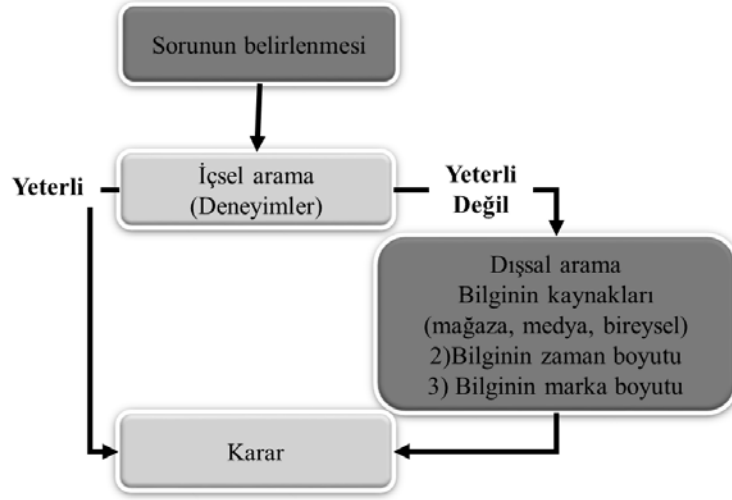 Sorunun belirlenmesi
Yeterli
İçsel arama
(Deneyimler)
Yeterli
Değil
Dışsal arama
Bilginin kaynakları
(mağaza, medya, bireysel)
2)Bilginin zaman boyutu
3) Bilginin marka boyutu
Karar